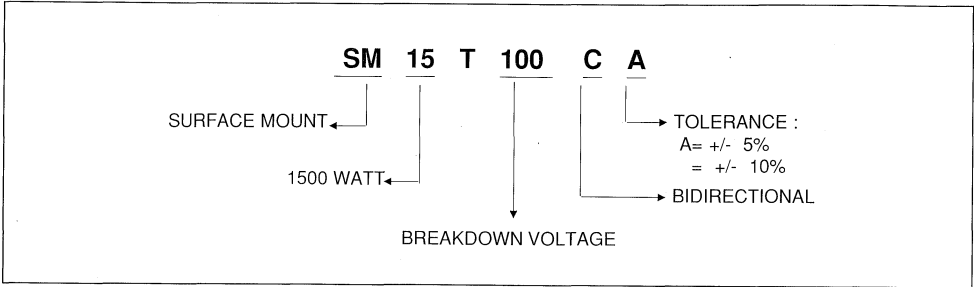 SM 15 T 100 C A
SURFACE MOUNT
TOLERANCE :
A= +/- 5%
= +/- 10%
1500 WATT
BIDIRECTIONAL
BREAKDOWN VOLTAGE